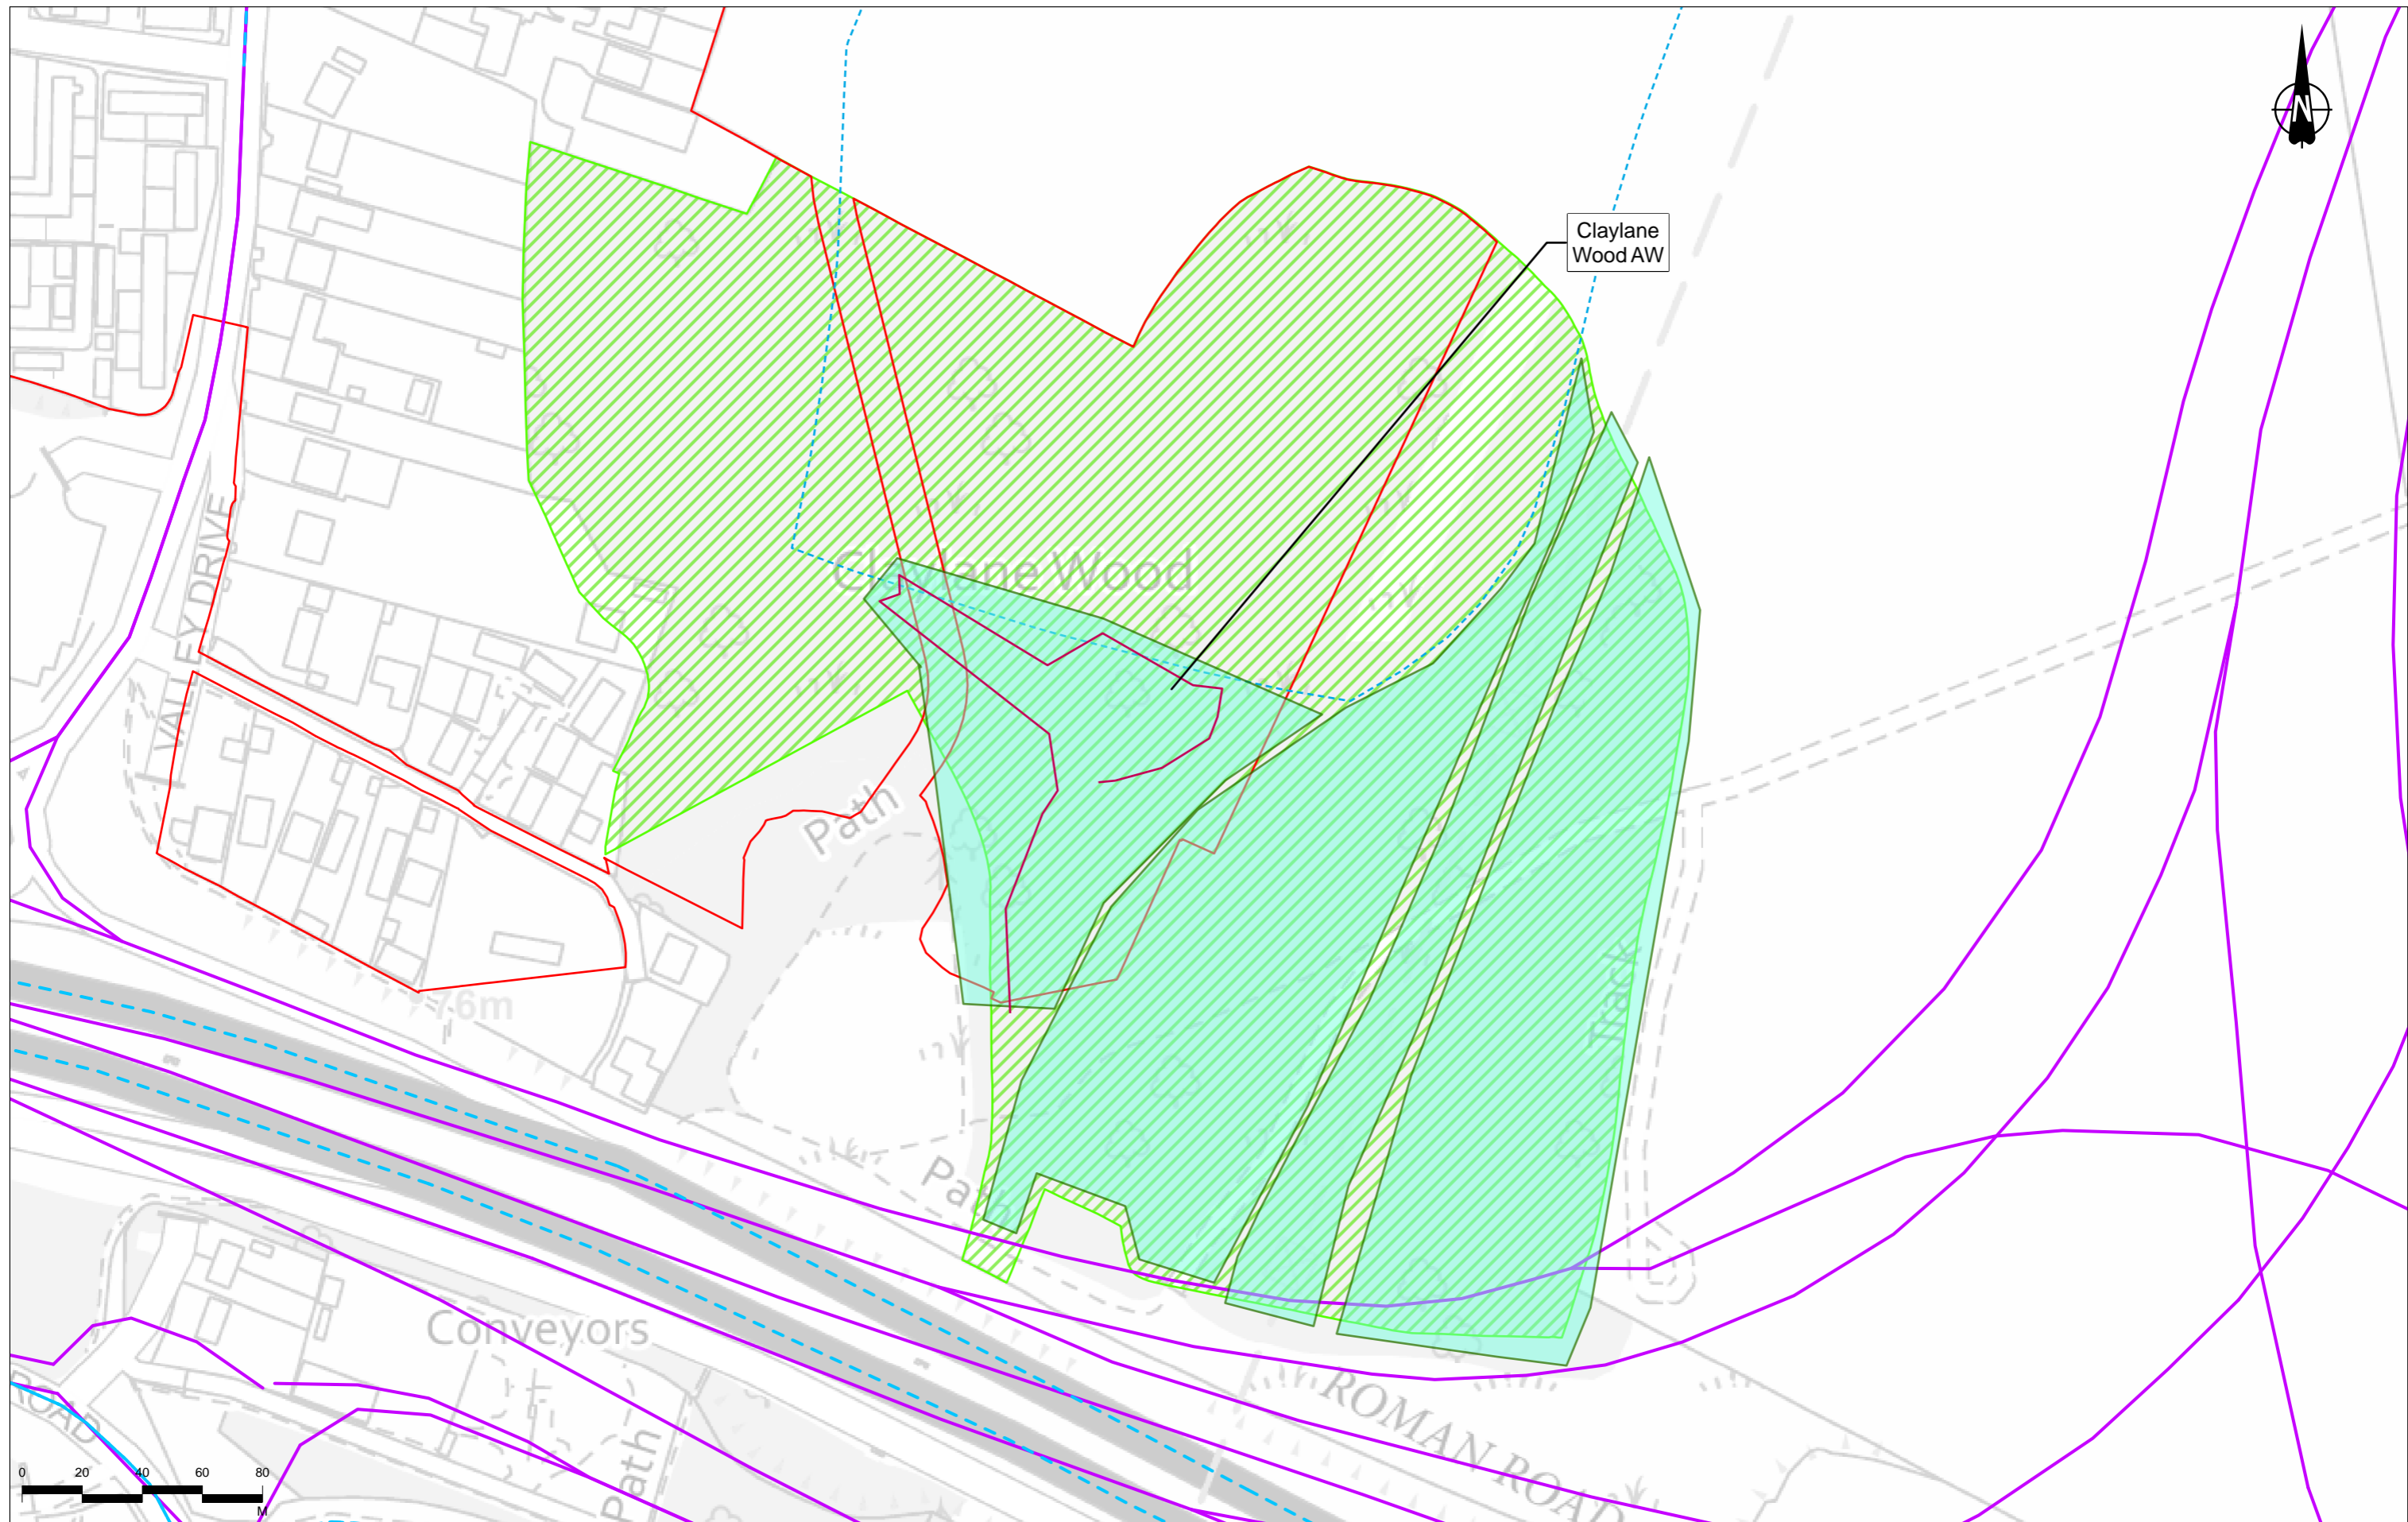 N
Claylane
Wood AW
Claylane Wood
VALLEY DRIVE
Path
Track
76m
Path
Conveyors
ROMAN ROAD
ROAD
Path
0 20 40 60 80
M